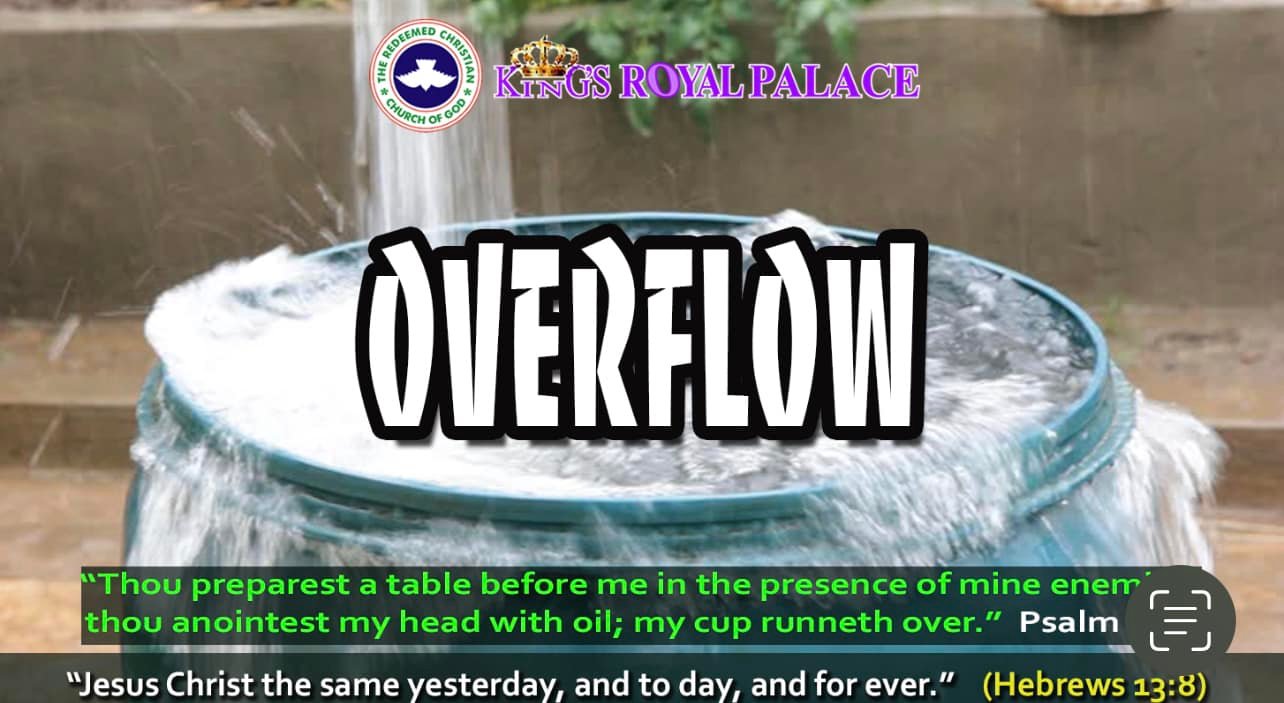 THE REDEEMED CHRISTIAN CHURCH OF GOD
KING'S ROYAL PALACE
OVERFLOW
“Thou preparest a table before me in the presence of mine
thou anointest my head with oil; my cup runneth over.” Psalm
“Jesus Christ the same yesterday, and to day, and for ever.” (Hebrews 13:8)